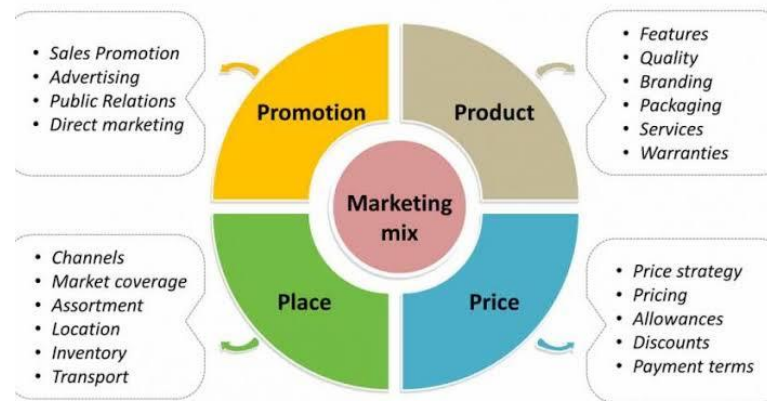 • Sales Promotion
• Advertising
• Public Relations
• Direct marketing
Promotion
Product
• Features
• Quality
• Branding
• Packaging
• Services
• Warranties
Marketing
mix
• Channels
• Market coverage
• Assortment
• Location
• Inventory
• Transport
Place
Price
• Price strategy
• Pricing
• Allowances
• Discounts
• Payment terms